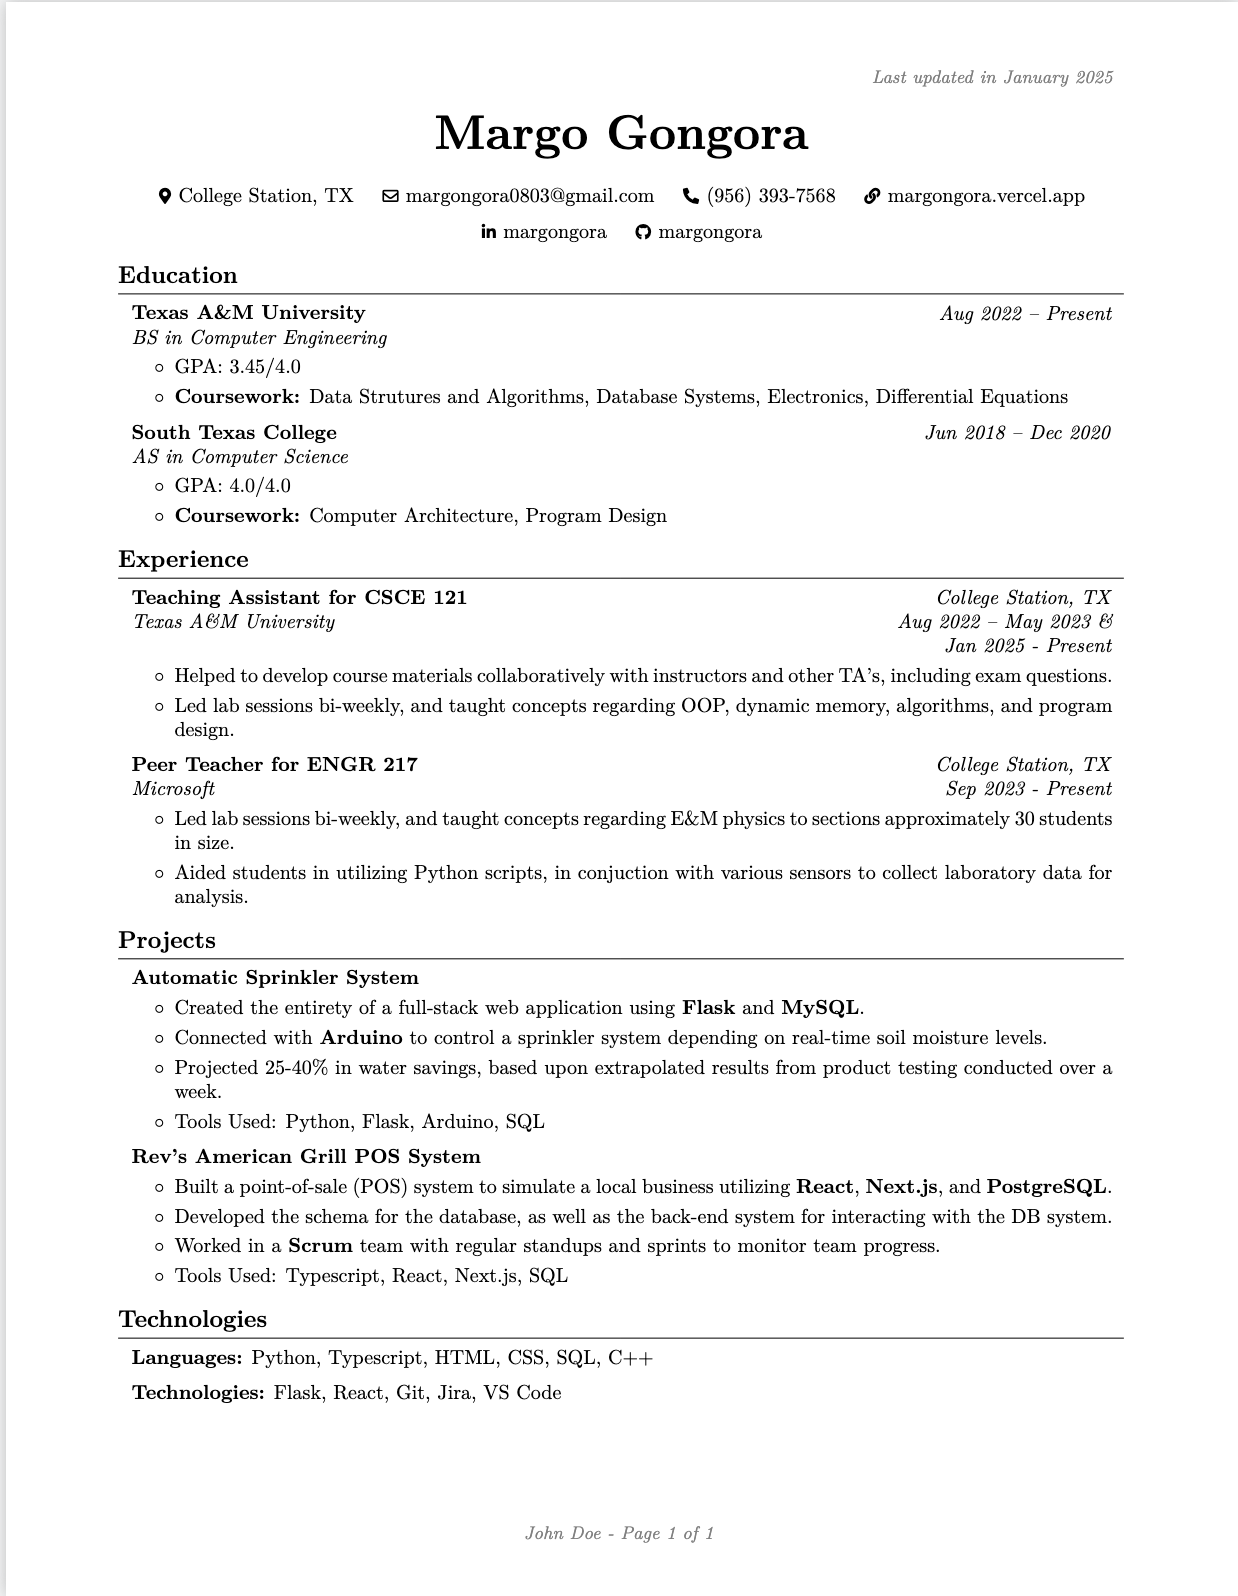 Last updated in January 2025
Margo Gongora
College Station, TX margongora0803@gmail.com (956) 393-7568 margongora.vercel.app
in margongora margongora
Education
Texas A&M University Aug 2022 – Present
BS in Computer Engineering
◦ GPA: 3.45/4.0
◦ Coursework: Data Strutures and Algorithms, Database Systems, Electronics, Differential Equations
South Texas College Jun 2018 – Dec 2020
AS in Computer Science
◦ GPA: 4.0/4.0
◦ Coursework: Computer Architecture, Program Design
Experience
Teaching Assistant for CSCE 121 College Station, TX
Texas A&M University Aug 2022 – May 2023 &
Jan 2025 - Present
◦ Helped to develop course materials collaboratively with instructors and other TA's, including exam questions.
◦ Led lab sessions bi-weekly, and taught concepts regarding OOP, dynamic memory, algorithms, and program
design.
Peer Teacher for ENGR 217 College Station, TX
Microsoft Sep 2023 - Present
◦ Led lab sessions bi-weekly, and taught concepts regarding E&M physics to sections approximately 30 students
in size.
◦ Aided students in utilizing Python scripts, in conjuction with various sensors to collect laboratory data for
analysis.
Projects
Automatic Sprinkler System
◦ Created the entirety of a full-stack web application using Flask and MySQL.
◦ Connected with Arduino to control a sprinkler system depending on real-time soil moisture levels.
◦ Projected 25-40% in water savings, based upon extrapolated results from product testing conducted over a
week.
◦ Tools Used: Python, Flask, Arduino, SQL
Rev's American Grill POS System
◦ Built a point-of-sale (POS) system to simulate a local business utilizing React, Next.js, and PostgreSQL.
◦ Developed the schema for the database, as well as the back-end system for interacting with the DB system.
◦ Worked in a Scrum team with regular standups and sprints to monitor team progress.
◦ Tools Used: Typescript, React, Next.js, SQL
Technologies
Languages: Python, Typescript, HTML, CSS, SQL, C++
Technologies: Flask, React, Git, Jira, VS Code
John Doe - Page 1 of 1